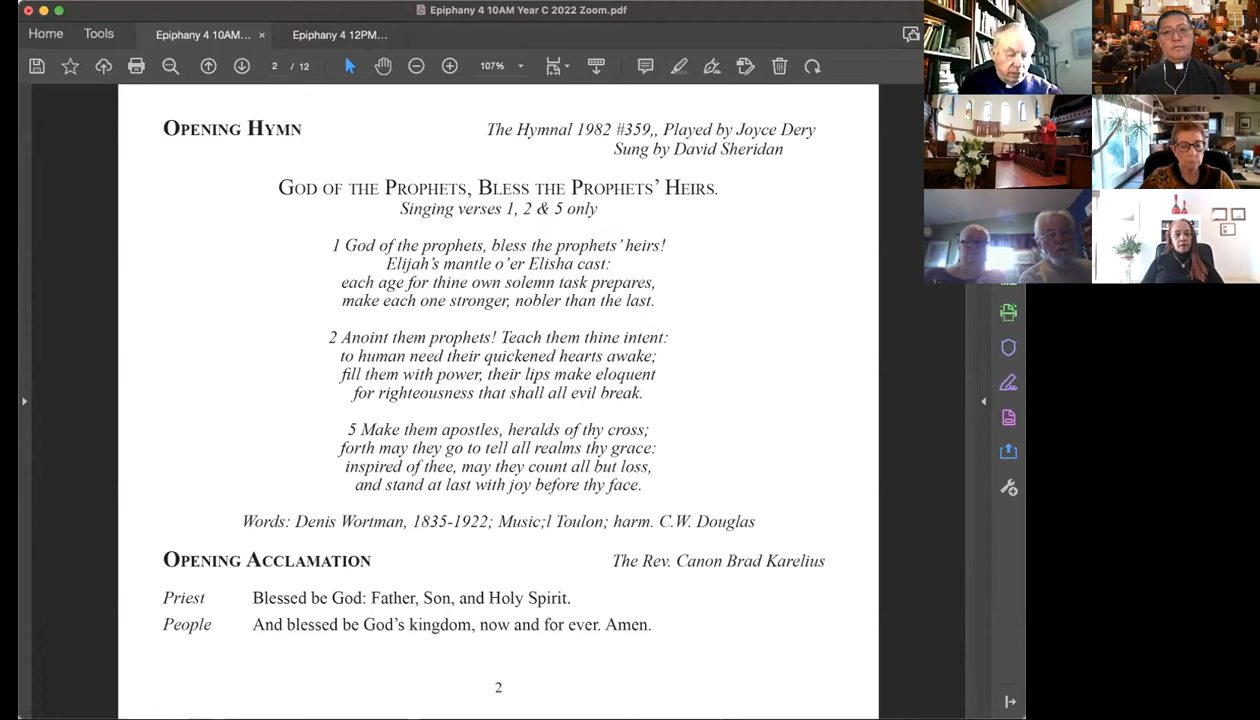 Epiphany 4 10AM Year C 2022 Zoom.pdf
Home Tools Epiphany 4 10AM... × Epiphany 4 12PM...
2 / 12 107%
OPENING HYMN The Hymnal 1982 #359,, Played by Joyce Dery
Sung by David Sheridan
GOD OF THE PROPHETS, BLESS THE PROPHETS' HEIRS.
Singing verses 1, 2 & 5 only
1 God of the prophets, bless the prophets' heirs!
Elijah's mantle o'er Elisha cast:
each age for thine own solemn task prepares,
make each one stronger, nobler than the last.
2 Anoint them prophets! Teach them thine intent:
to human need their quickened hearts awake;
fill them with power, their lips make eloquent
for righteousness that shall all evil break.
5 Make them apostles, heralds of thy cross;
forth may they go to tell all realms thy grace:
inspired of thee, may they count all but loss,
and stand at last with joy before thy face.
Words: Denis Wortman, 1835-1922; Music;l Toulon; harm. C.W. Douglas
OPENING ACCLAMATION The Rev. Canon Brad Karelius
Priest Blessed be God: Father, Son, and Holy Spirit.
People And blessed be God's kingdom, now and for ever. Amen.
2